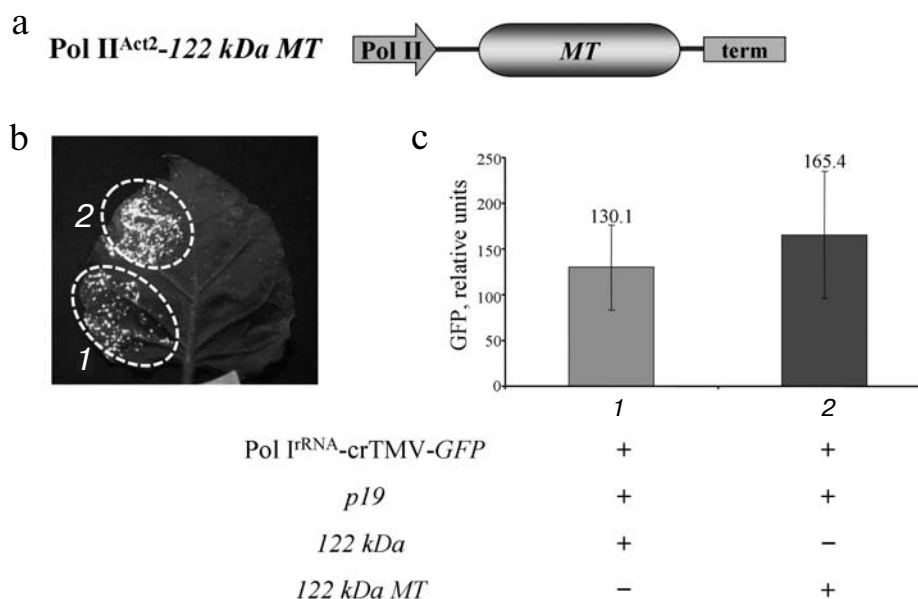 a
Pol II^Act2-122 kDa MT
Pol II
MT
term
b
2
1
c
GFP, relative units
250
200
150
100
50
0
130.1
165.4
1 2
Pol I^rRNA-crTMV-GFP + +
p19 + +
122 kDa + –
122 kDa MT – +